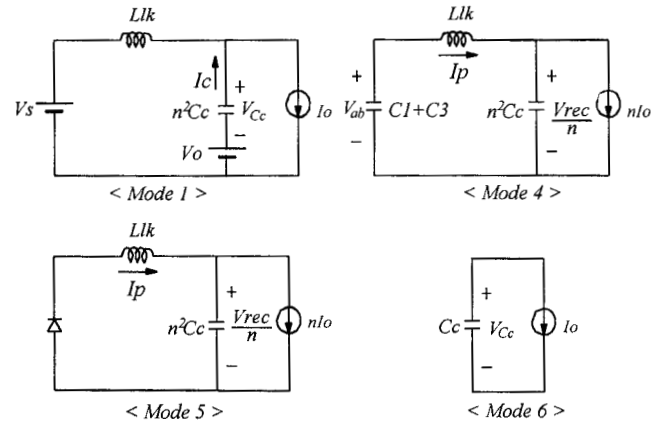 Llk
Vs
Ic
n²Cc
+
VCc
−
Vo
Io
< Mode 1 >
Llk
Ip
+
Vab
−
C1+C3
n²Cc
+
Vrec
n
−
nIo
< Mode 4 >
Llk
Ip
n²Cc
+
Vrec
n
−
nIo
< Mode 5 >
Cc
+
VCc
−
Io
< Mode 6 >